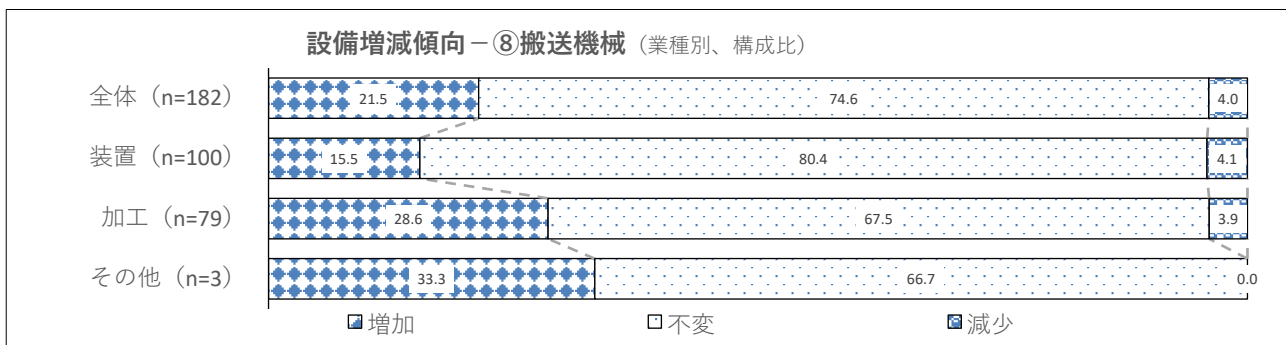 設備増減傾向－⑧搬送機械（業種別、構成比）
全体（n=182） 21.5 74.6 4.0
装置（n=100） 15.5 80.4 4.1
加工（n=79） 28.6 67.5 3.9
その他（n=3） 33.3 66.7 0.0
増加 不変 減少